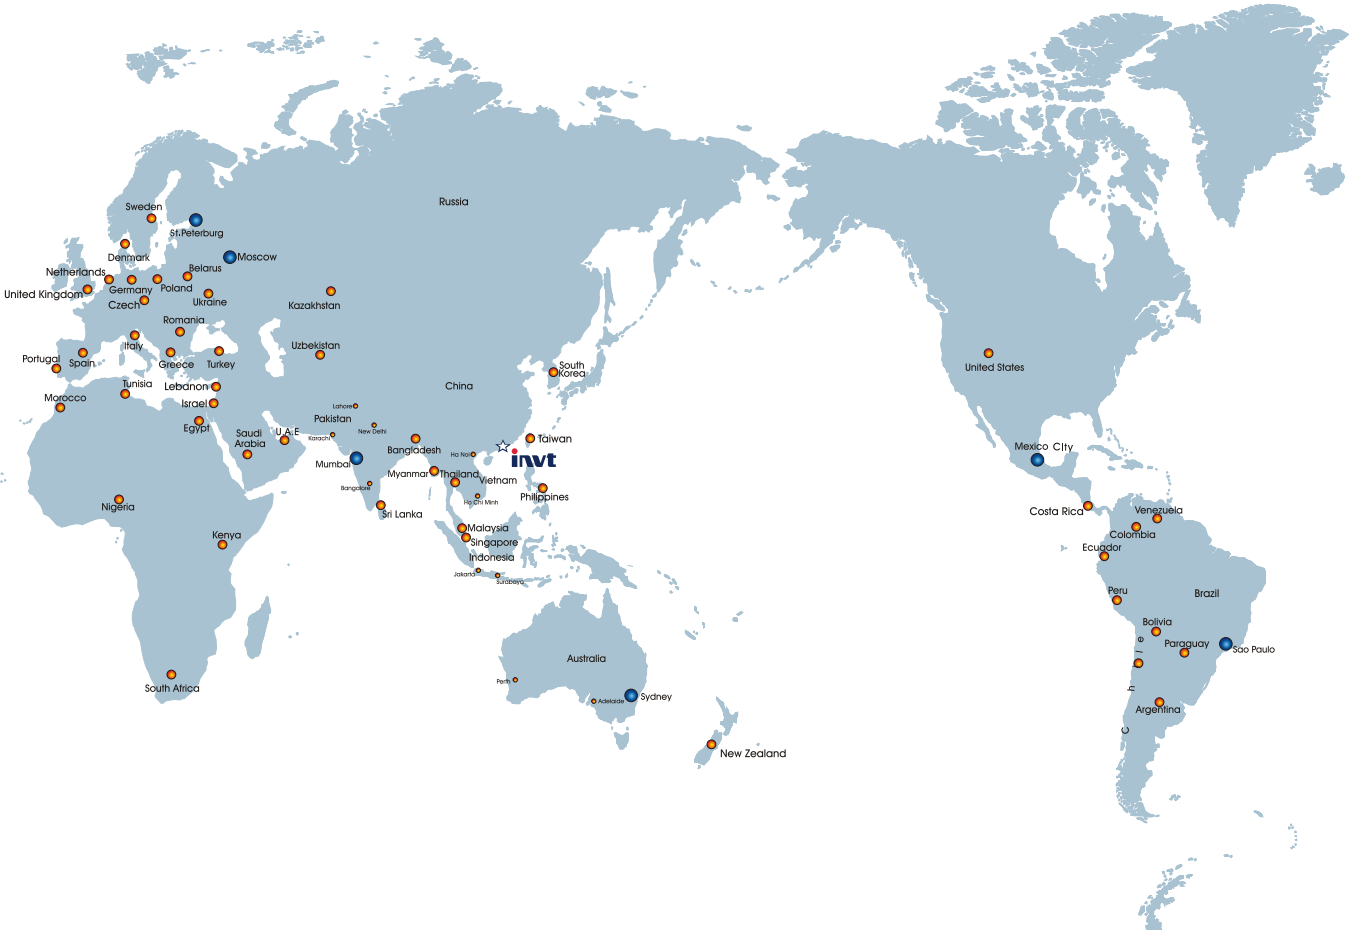 Russia
Sweden
St.Peterburg
Moscow
Denmark
Netherlands
Belarus
United Kingdom
Germany
Poland
Czech
Ukraine
Kazakhstan
Romania
Italy
Uzbekistan
Portugal
Spain
Greece
Turkey
Tunisia
Lebanon
China
South
Korea
United States
Morocco
Israel
Lahore
Egypt
Pakistan
New Delhi
Saudi
Arabia
U.A.E
Karachi
Bangladesh
Taiwan
Mexico City
Mumbai
Ha Noi
invt
Myanmar
Thailand
Vietnam
Bangalore
Ho Chi Minh
Philippines
Nigeria
Sri Lanka
Costa Rica
Venezuela
Kenya
Malaysia
Singapore
Colombia
Indonesia
Ecuador
Jakarta
Surabaya
Peru
Brazil
Bolivia
Paraguay
Sao Paulo
Chile
Australia
Perth
Adelaide
Sydney
South Africa
Argentina
New Zealand